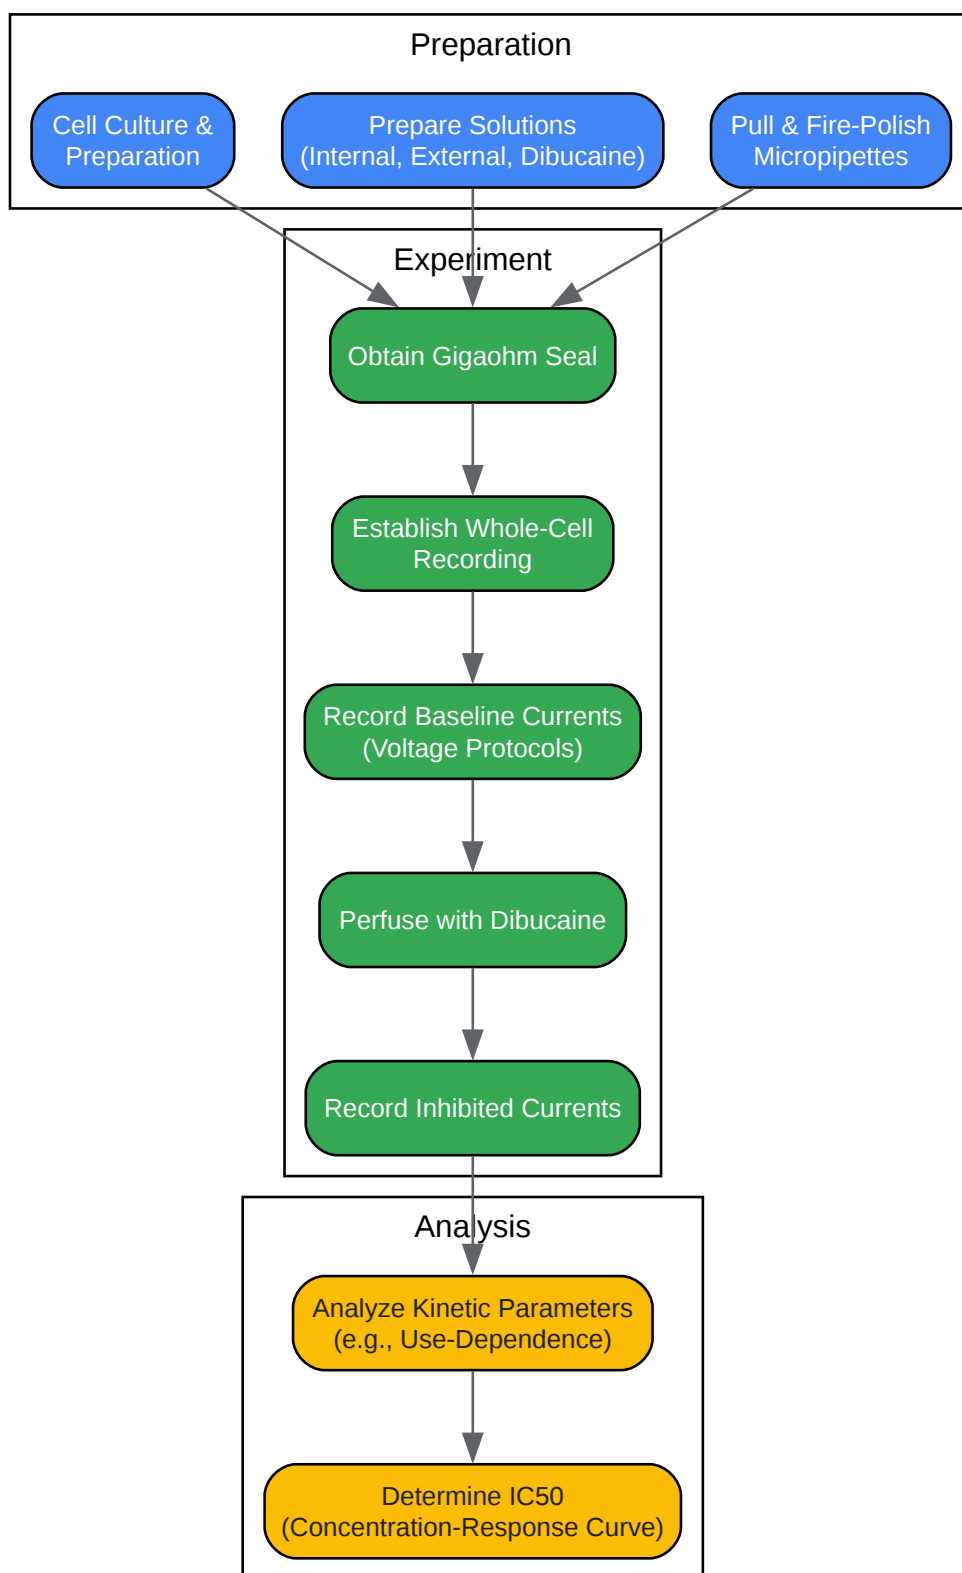 Preparation
Cell Culture &
Preparation
Prepare Solutions
(Internal, External, Dibucaine)
Pull & Fire-Polish
Micropipettes
Experiment
Obtain Gigaohm Seal
Establish Whole-Cell
Recording
Record Baseline Currents
(Voltage Protocols)
Perfuse with Dibucaine
Record Inhibited Currents
Analysis
Analyze Kinetic Parameters
(e.g., Use-Dependence)
Determine IC50
(Concentration-Response Curve)